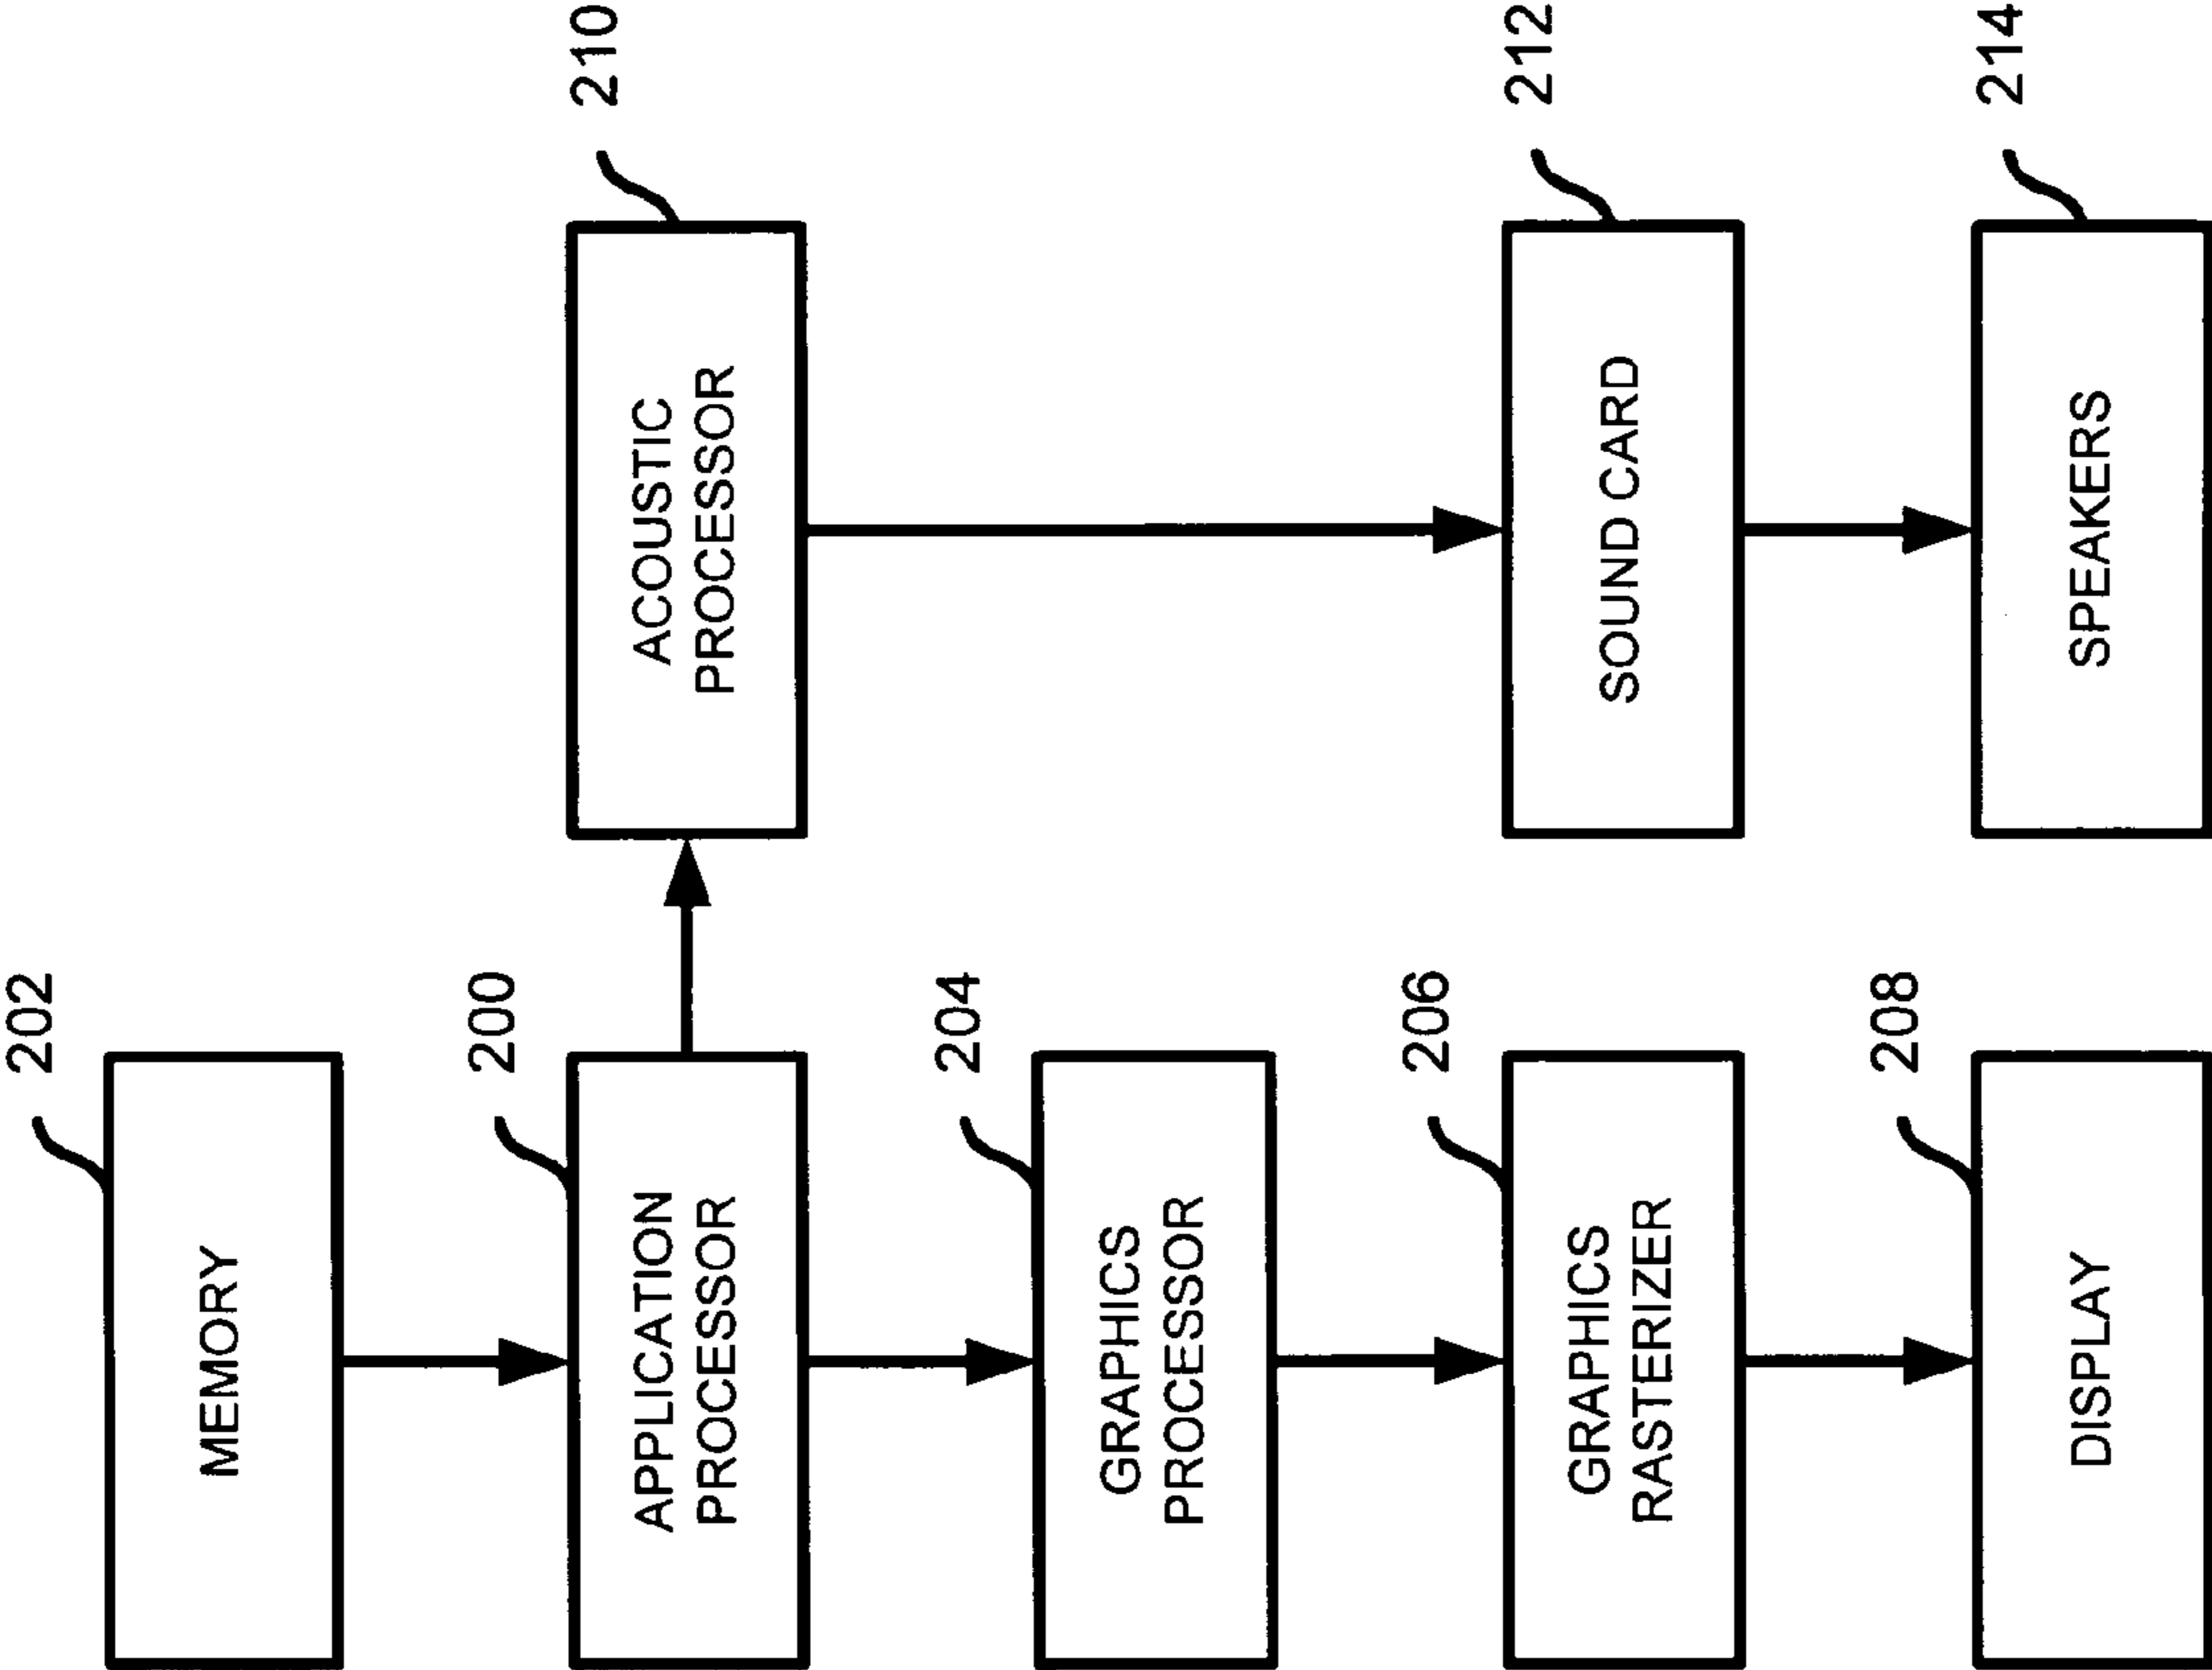 202
MEMORY
200
APPLICATION
PROCESSOR
204
GRAPHICS
PROCESSOR
206
GRAPHICS
RASTERIZER
208
DISPLAY
210
ACOUSTIC
PROCESSOR
212
SOUND CARD
214
SPEAKERS